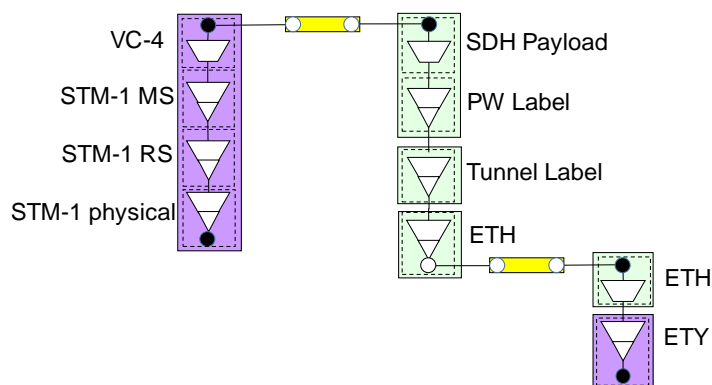 VC-4
SDH Payload
STM-1 MS
PW Label
STM-1 RS
Tunnel Label
STM-1 physical
ETH
ETH
ETY